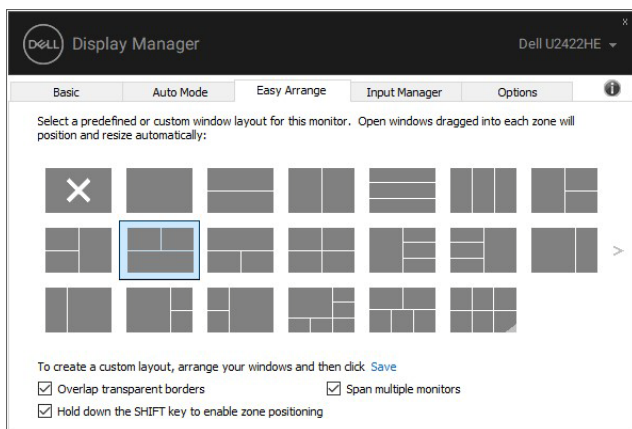 DELL Display Manager
Dell U2422HE
x
Basic Auto Mode Easy Arrange Input Manager Options
Select a predefined or custom window layout for this monitor. Open windows dragged into each zone will
position and resize automatically:
To create a custom layout, arrange your windows and then click Save
Overlap transparent borders
Span multiple monitors
Hold down the SHIFT key to enable zone positioning